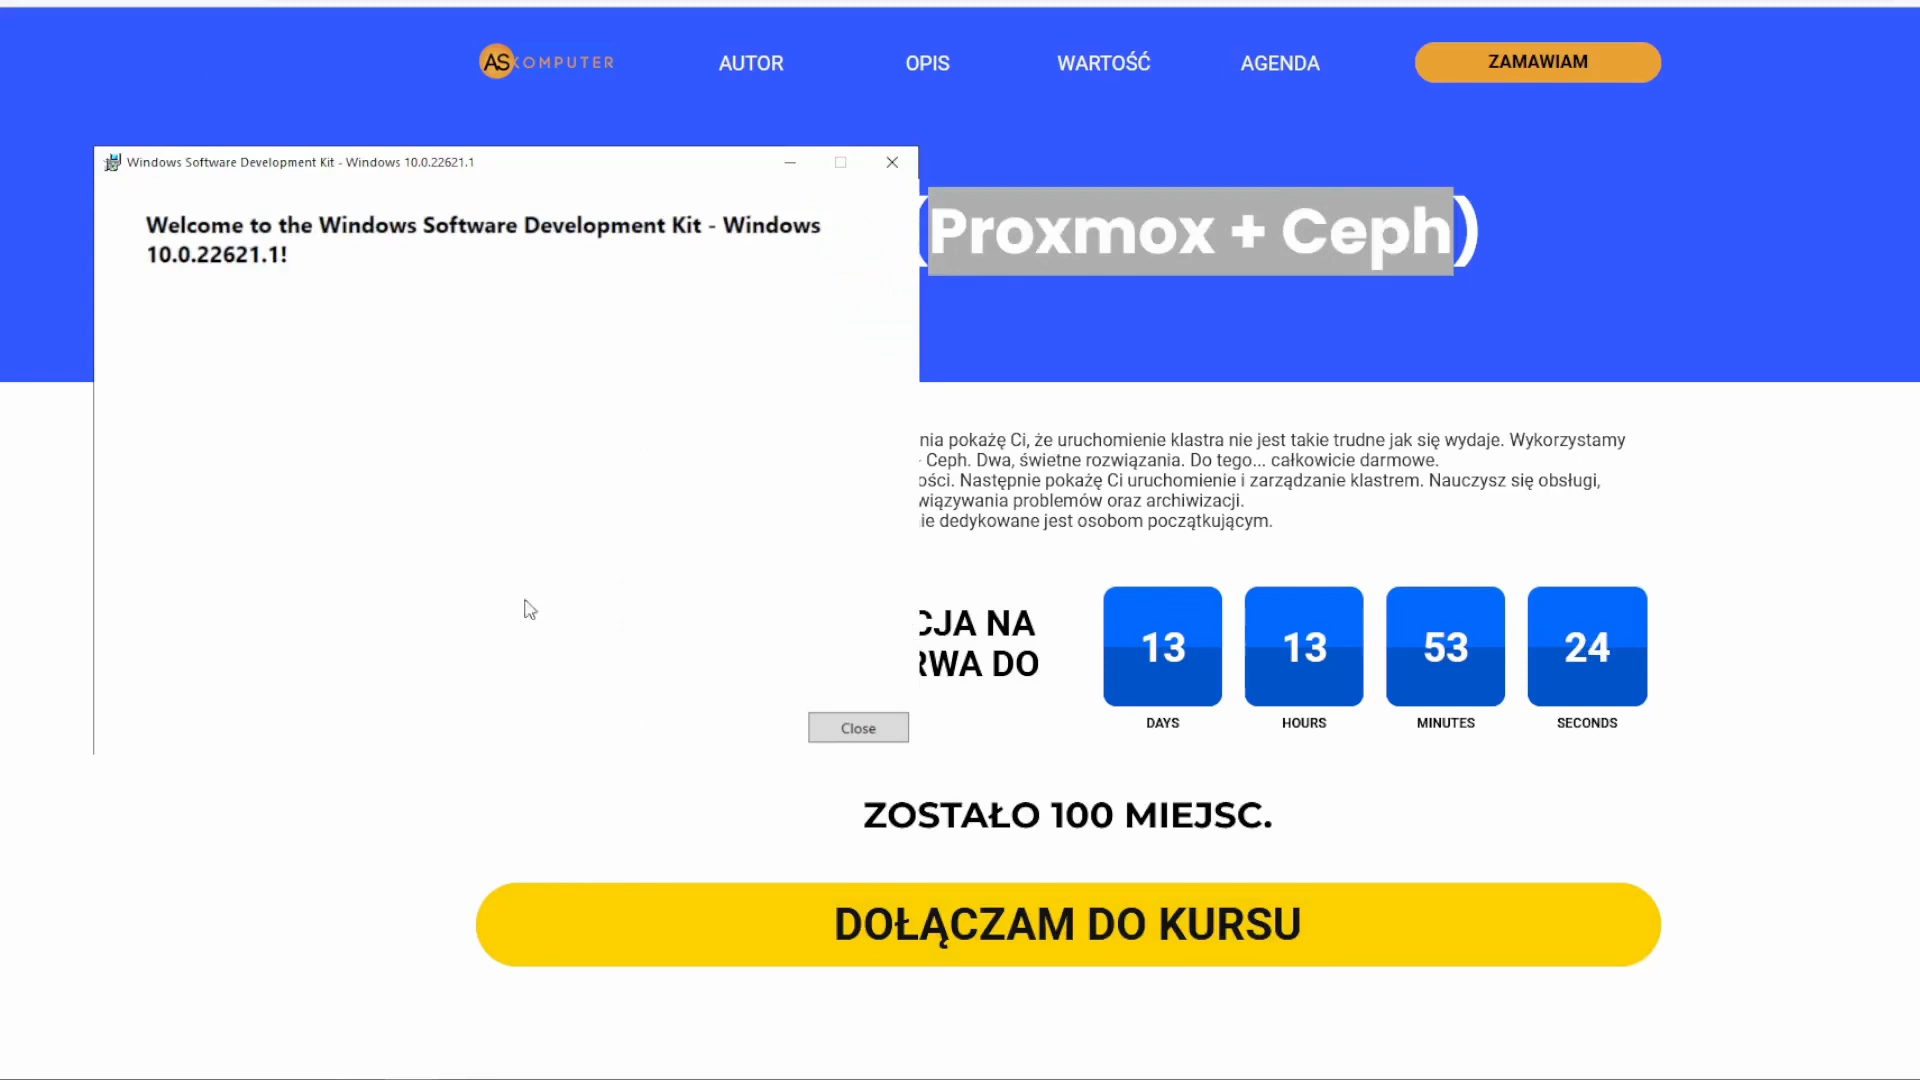 ASKOMPUTER
AUTOR
OPIS
WARTOŚĆ
AGENDA
ZAMAWIAM
Windows Software Development Kit - Windows 10.0.22621.1
Welcome to the Windows Software Development Kit - Windows
10.0.22621.1!
Close
(Proxmox + Ceph)
nia pokażę Ci, że uruchomienie klastra nie jest takie trudne jak się wydaje. Wykorzystamy
Ceph. Dwa, świetne rozwiązania. Do tego... całkowicie darmowe.
ości. Następnie pokażę Ci uruchomienie i zarządzanie klastrem. Nauczysz się obsługi,
wiązywania problemów oraz archiwizacji.
ie dedykowane jest osobom początkującym.
CJA NA
RWA DO
13
13
53
24
DAYS
HOURS
MINUTES
SECONDS
ZOSTAŁO 100 MIEJSC.
DOŁĄCZAM DO KURSU